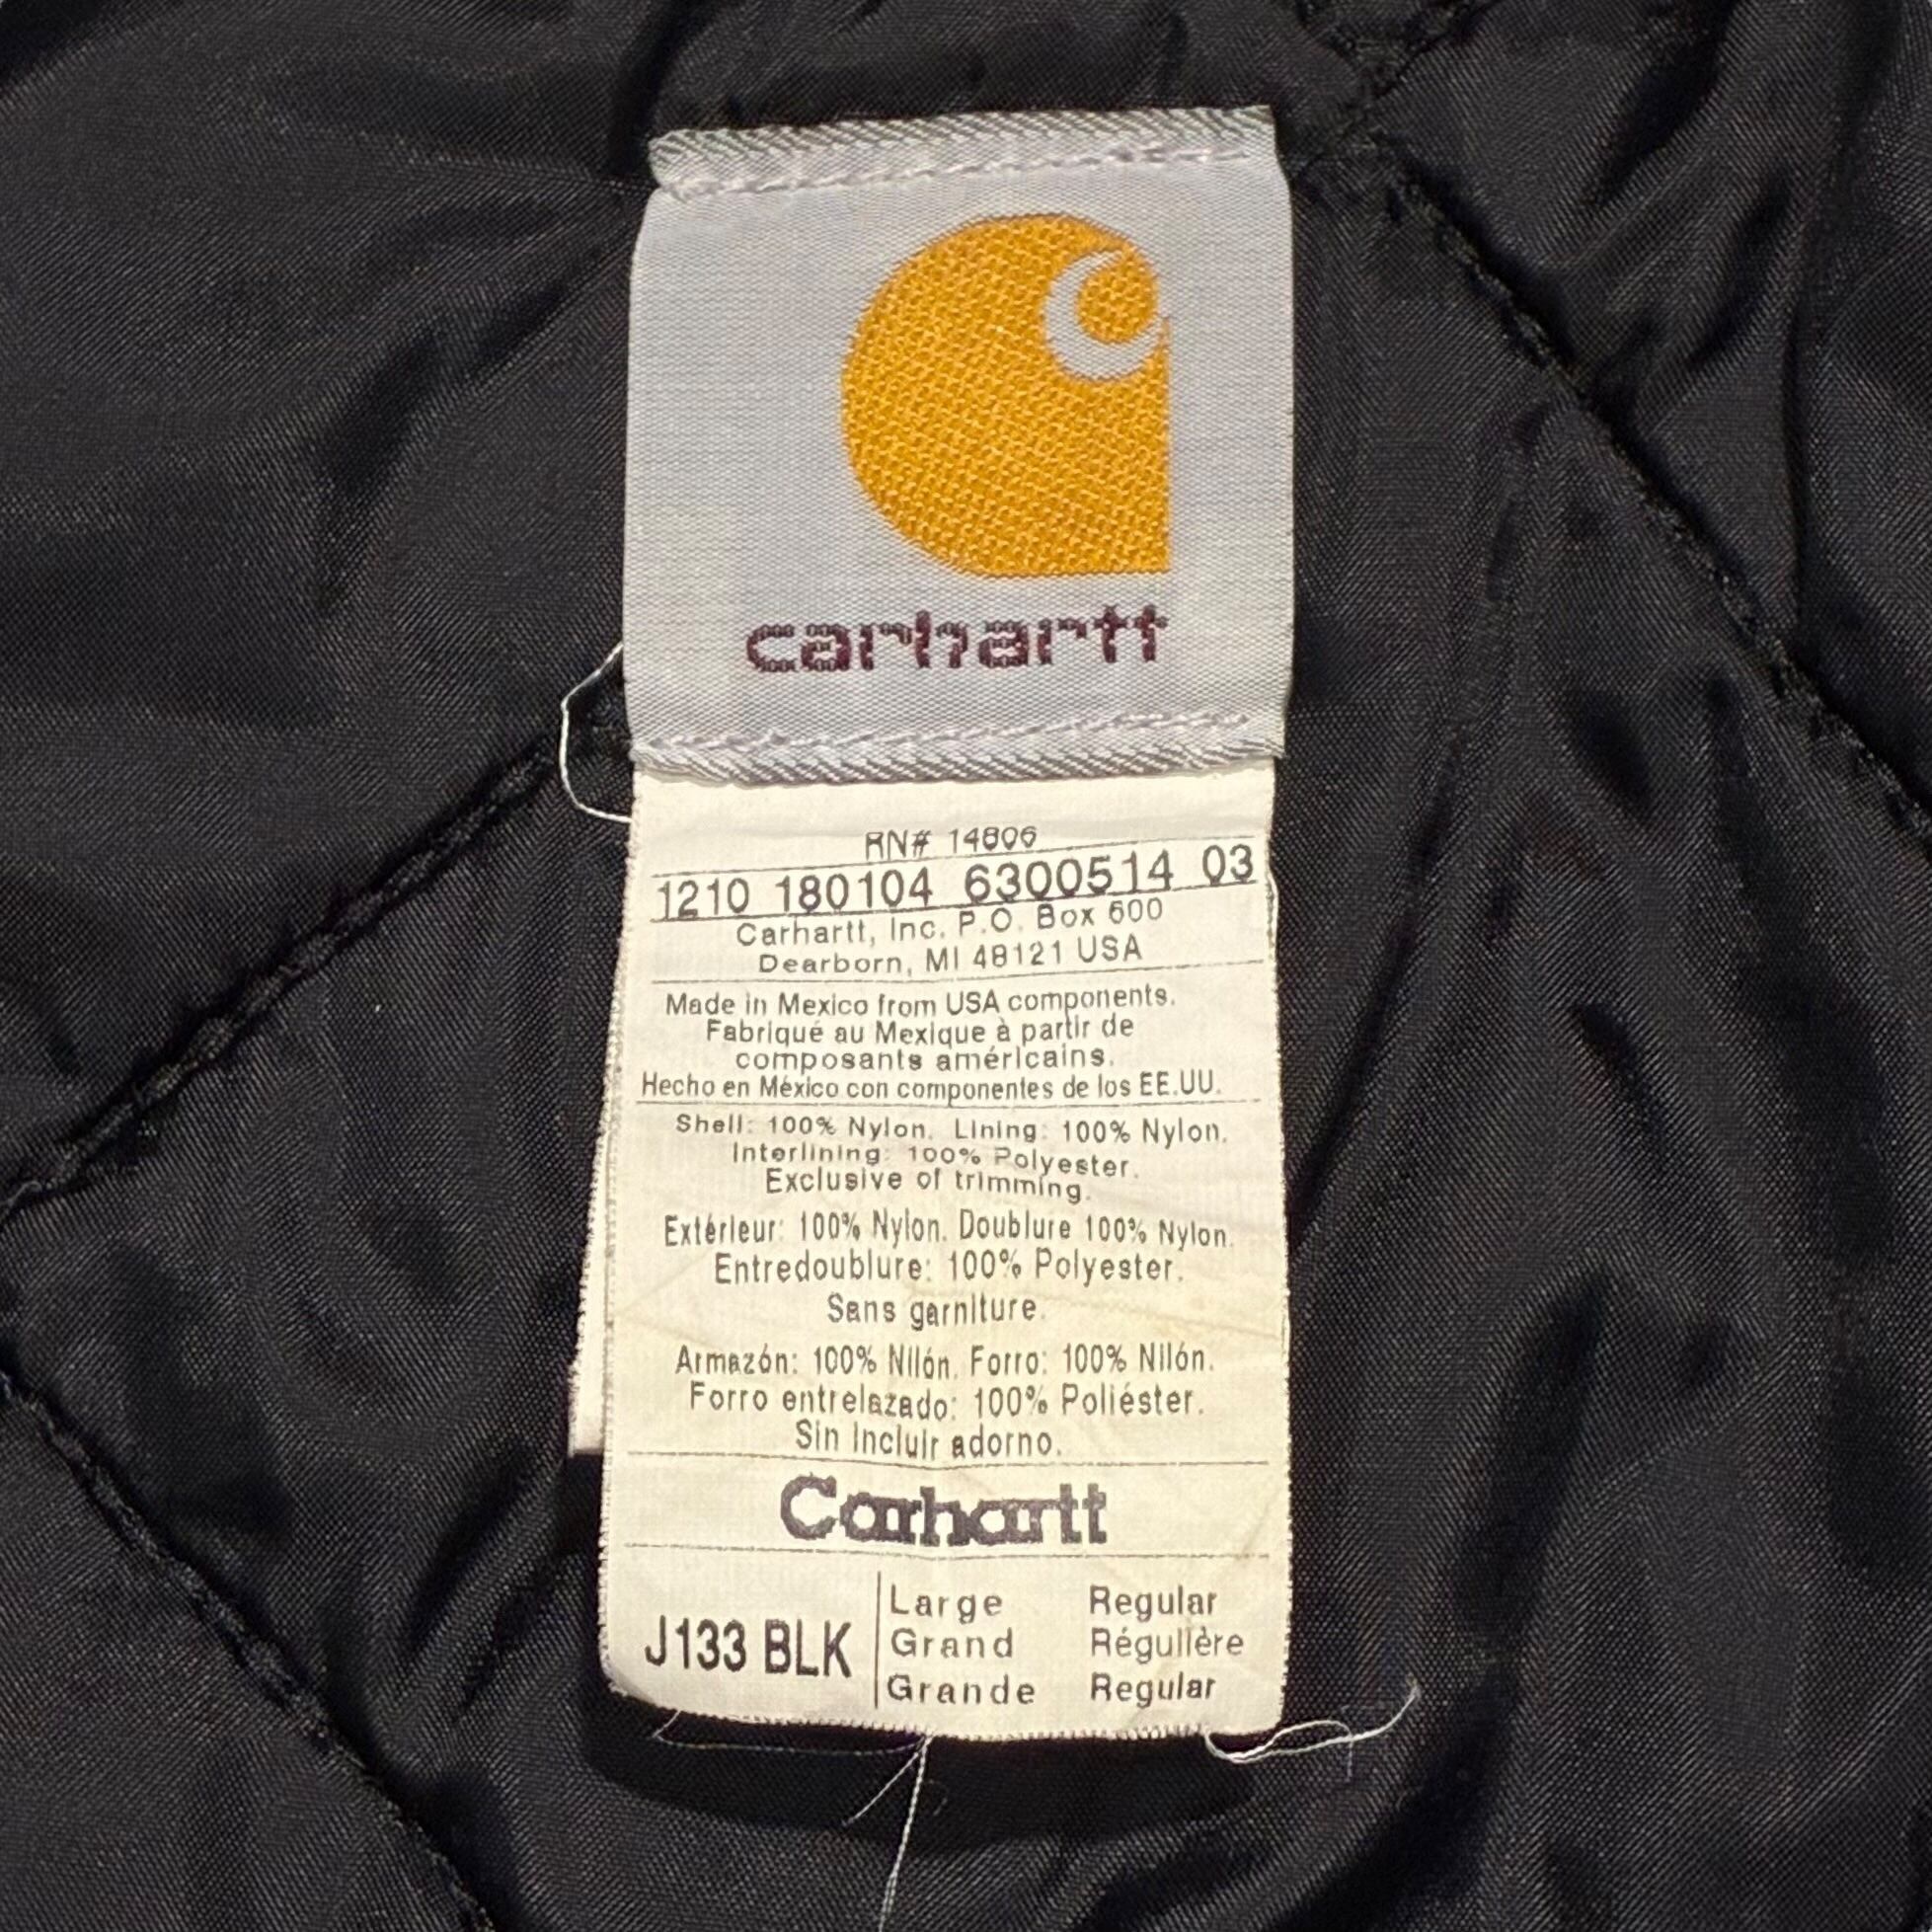 carhartt
RN# 14806
1210 180104 6300514 03
Carhartt, Inc. P.O. Box 600
Dearborn, MI 48121 USA
Made in Mexico from USA components.
Fabriqué au Mexique à partir de
composants américains.
Hecho en México con componentes de los EE.UU.
Shell: 100% Nylon. Lining: 100% Nylon.
Interlining: 100% Polyester.
Exclusive of trimming.
Extérieur: 100% Nylon. Doublure 100% Nylon.
Entredoublure: 100% Polyester.
Sans garniture.
Armazón: 100% Nilón. Forro: 100% Nilón.
Forro entrelazado: 100% Poliéster.
Sin Incluir adorno.
Carhartt
J133 BLK
Large Regular
Grand Régulière
Grande Regular